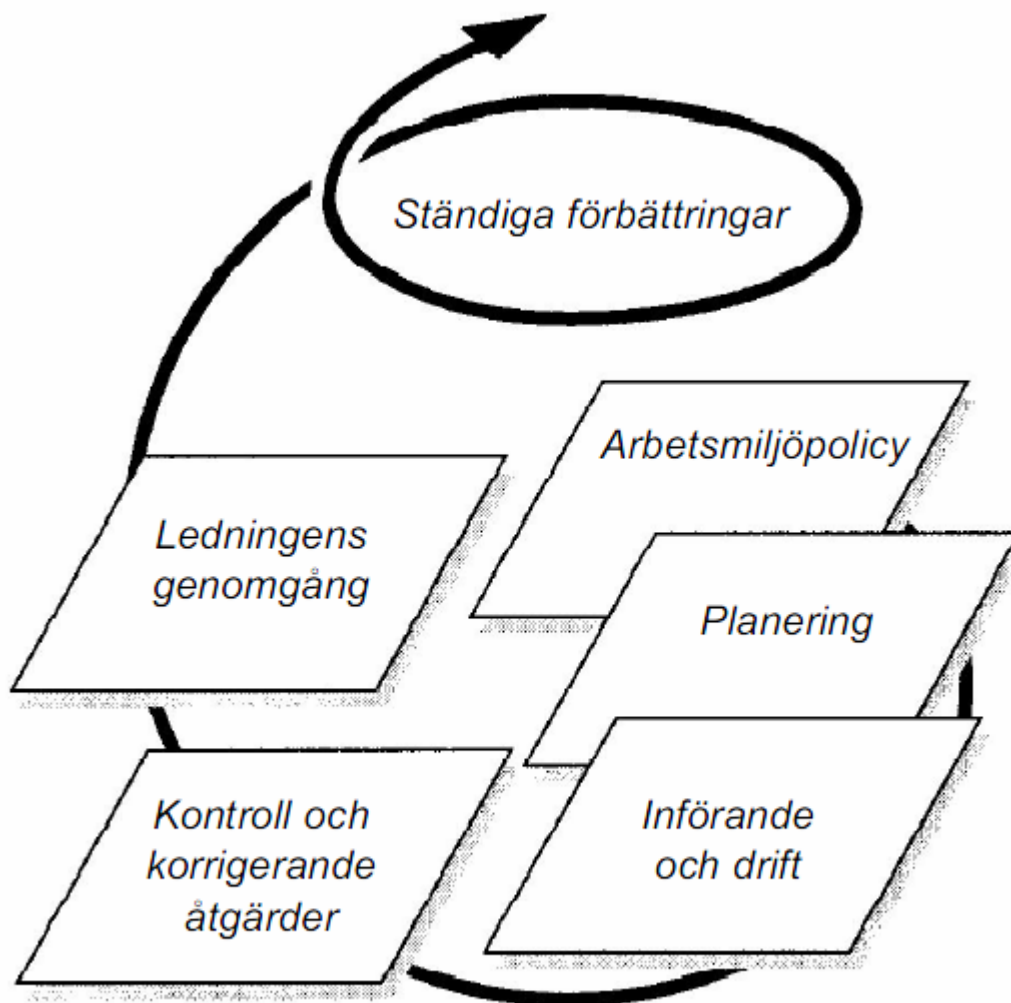 Ständiga förbättringar
Arbetsmiljöpolicy
Ledningens
genomgång
Planering
Kontroll och
korrigerande
åtgärder
Införande
och drift